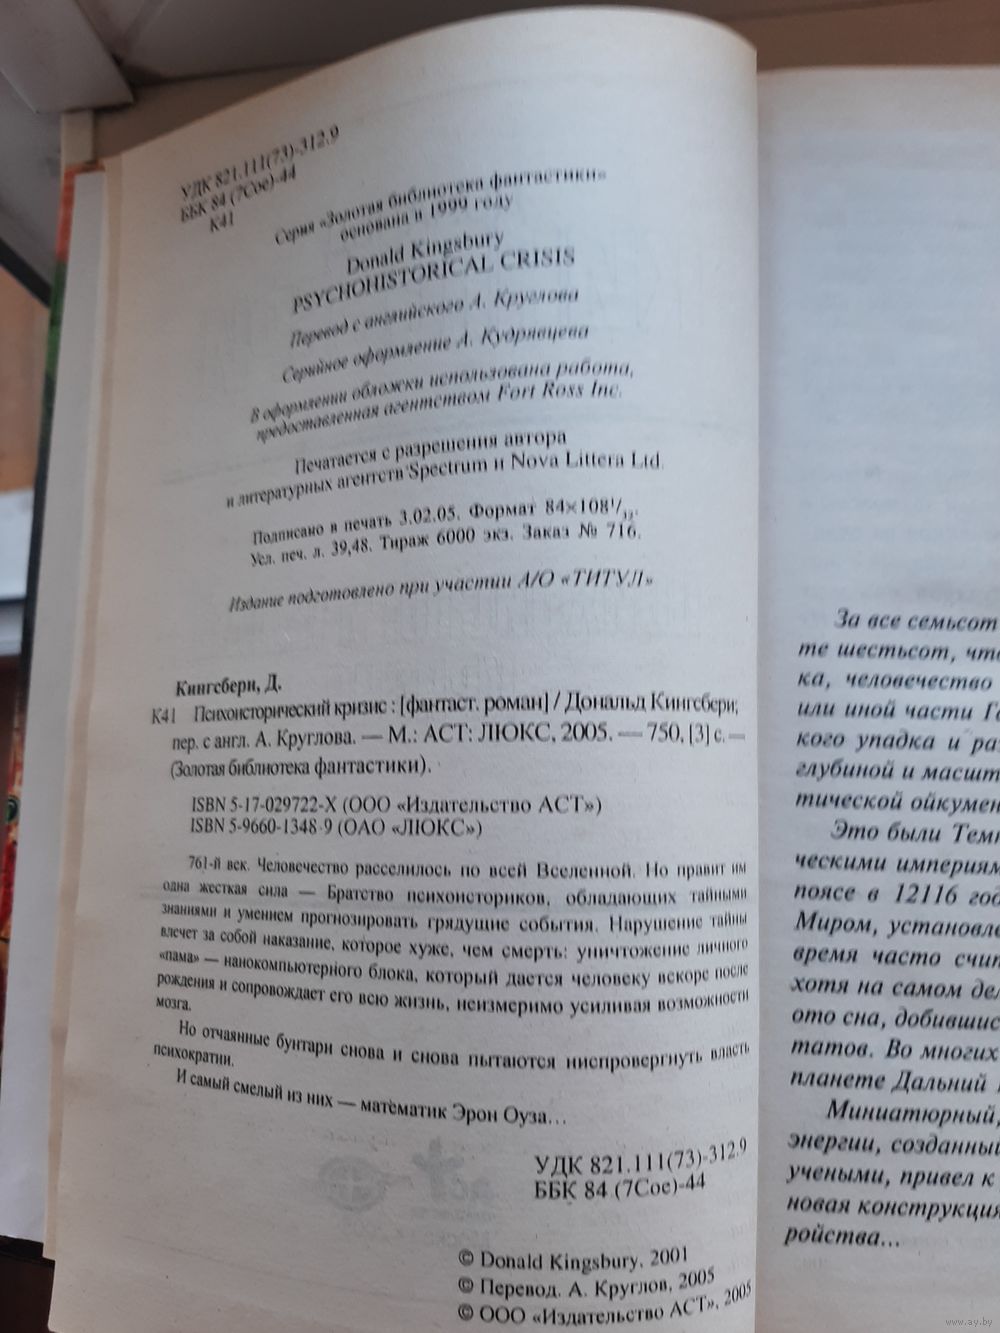 УДК 821.111(73)-312.9
ББК 84 (7Сое)-44
К41
Серия «Золотая библиотека фантастики»
основана в 1999 году
Donald Kingsbury
PSYCHOHISTORICAL CRISIS
Перевод с английского А. Круглова
Серийное оформление А. Кудрявцева
В оформлении обложки использована работа,
предоставленная агентством Fort Ross Inc.
Печатается с разрешения автора
и литературных агентств Spectrum и Nova Littera Ltd.
Подписано в печать 3.02.05. Формат 84×108 1/32.
Усл. печ. л. 39,48. Тираж 6000 экз. Заказ № 716.
Издание подготовлено при участии А/О «ТИТУЛ»
Кингсбери, Д.
К41 Психоисторический кризис : [фантаст. роман] / Дональд Кингсбери;
пер. с англ. А. Круглова. — М.: АСТ: ЛЮКС, 2005. — 750, [3] с. —
(Золотая библиотека фантастики).
ISBN 5-17-029722-X (ООО «Издательство АСТ»)
ISBN 5-9660-1348-9 (ОАО «ЛЮКС»)
761-й век. Человечество расселилось по всей Вселенной. Но правит им
одна жесткая сила — Братство психоисториков, обладающих тайными
знаниями и умением прогнозировать грядущие события. Нарушение тайны
влечет за собой наказание, которое хуже, чем смерть: уничтожение личного
«пама» — нанокомпьютерного блока, который дается человеку вскоре после
рождения и сопровождает его всю жизнь, неизмеримо усиливая возможности
мозга.
Но отчаянные бунтари снова и снова пытаются ниспровергнуть власть
психократии.
И самый смелый из них — математик Эрон Оуза...
УДК 821.111(73)-312.9
ББК 84 (7Сое)-44
© Donald Kingsbury, 2001
© Перевод. А. Круглов, 2005
© ООО «Издательство АСТ», 2005
За все семьсот
те шестьсот, что
ка, человечество
или иной части Г
кого упадка и ра
глубиной и масшт
тической ойкумен
Это были Тем
ческими империям
поясе в 12116 год
Миром, установле
время часто счит
хотя на самом дел
ото сна, добившис
татов. Во многих
планете Дальний
Миниатюрный,
энергии, созданный
учеными, привел к
новая конструкция
ройства...
www.ay.by